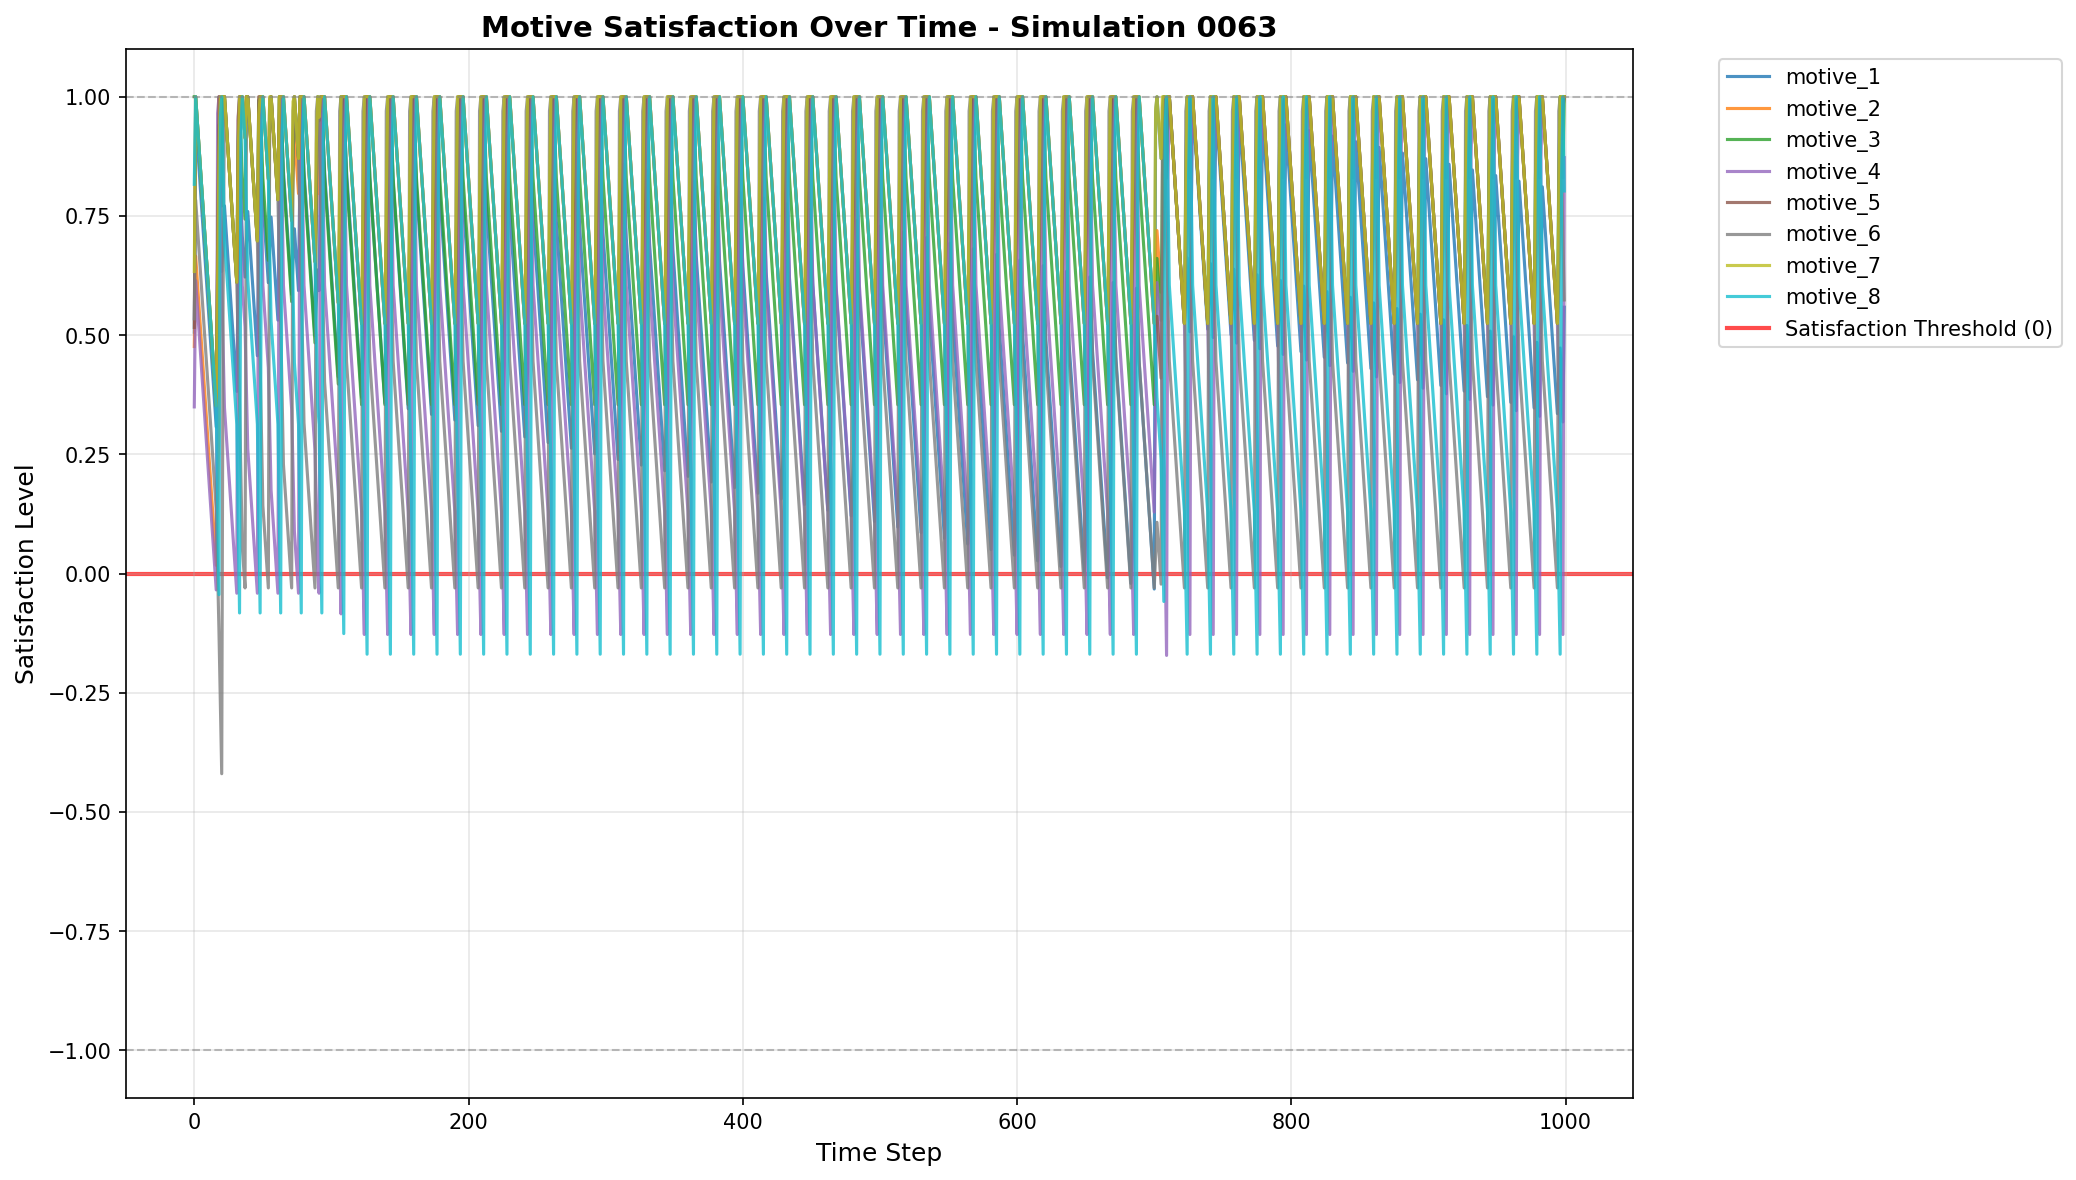 Motive Satisfaction Over Time - Simulation 0063
1.00
0.75
0.50
0.25
0.00
−0.25
−0.50
−0.75
−1.00
Satisfaction Level
0
200
400
600
800
1000
Time Step
motive_1
motive_2
motive_3
motive_4
motive_5
motive_6
motive_7
motive_8
Satisfaction Threshold (0)